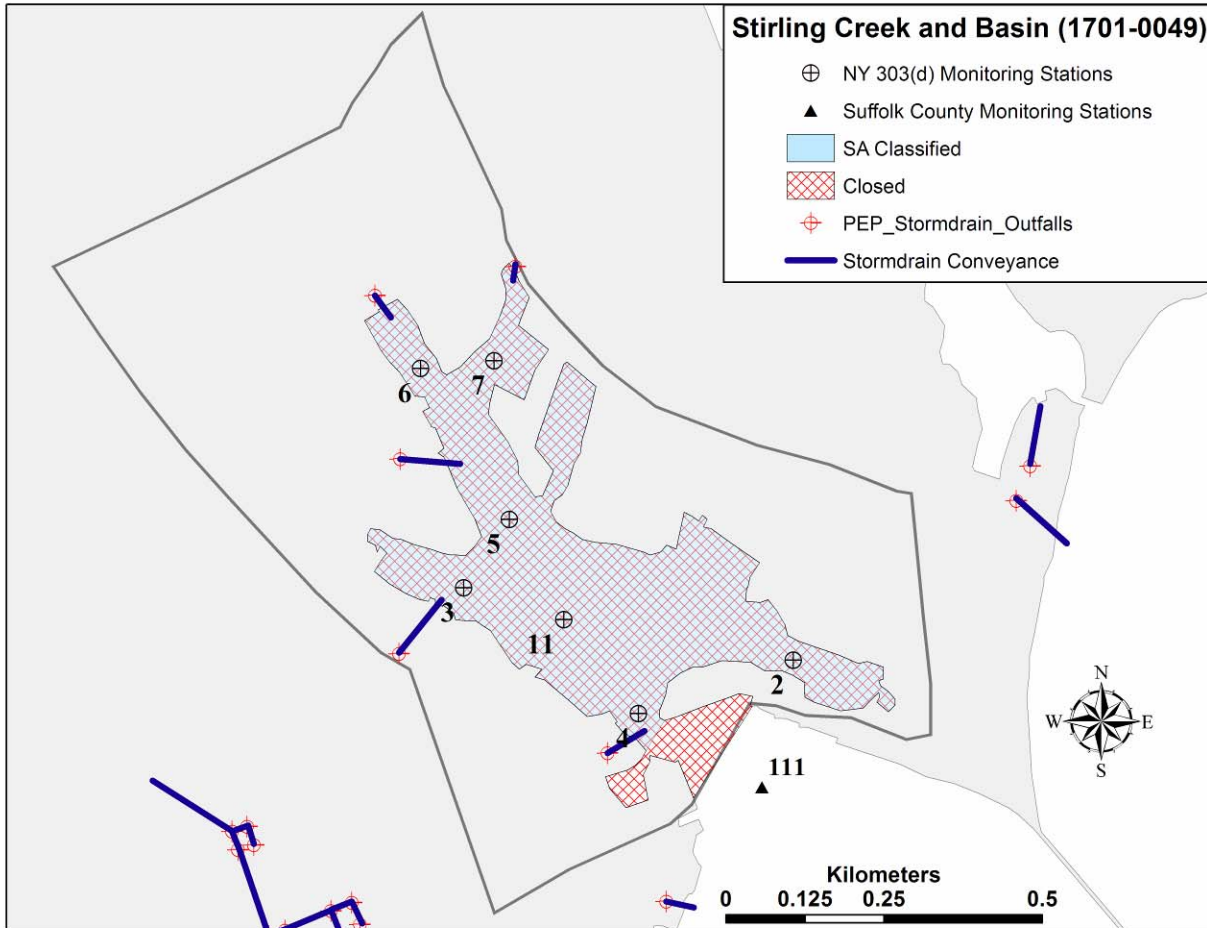 Stirling Creek and Basin (1701-0049)
NY 303(d) Monitoring Stations
Suffolk County Monitoring Stations
SA Classified
Closed
PEP_Stormdrain_Outfalls
Stormdrain Conveyance
6
7
5
3
11
2
4
111
N
W E
S
Kilometers
0 0.125 0.25 0.5